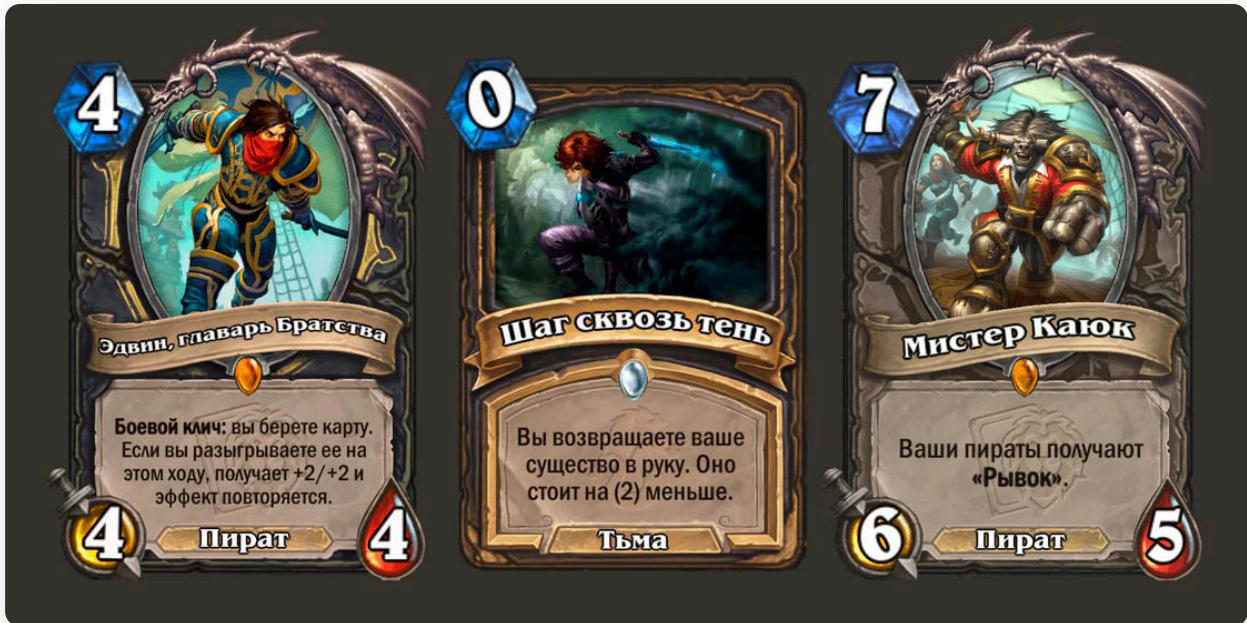 4
Эдвин, главарь Братства
Боевой клич: вы берете карту.
Если вы разыгрываете ее на
этом ходу, получает +2/+2 и
эффект повторяется.
4
Пират
4
0
Шаг сквозь тень
Вы возвращаете ваше
существо в руку. Оно
стоит на (2) меньше.
Тьма
7
Мистер Каюк
Ваши пираты получают
«Рывок».
6
Пират
5